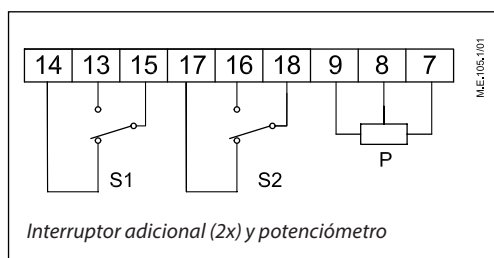 14 13 15 17 16 18 9 8 7
S1 S2 P
Interruptor adicional (2x) y potenciómetro
M.E.105.1/01